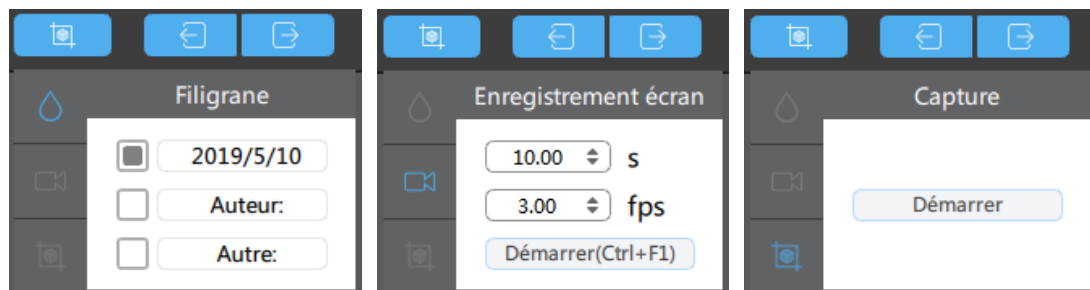 Filigrane
2019/5/10
Auteur:
Autre:
Enregistrement écran
10.00 s
3.00 fps
Démarrer(Ctrl+F1)
Capture
Démarrer